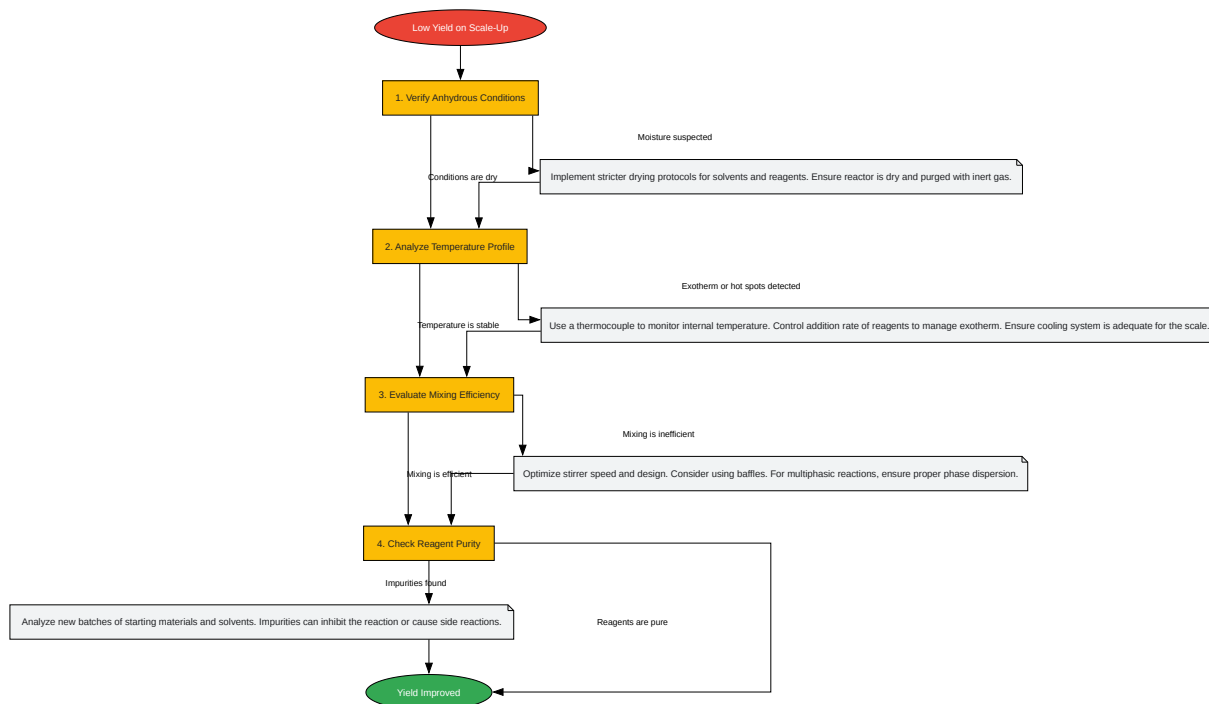 Low Yield on Scale-Up
1. Verify Anhydrous Conditions
Moisture suspected
Conditions are dry
Implement stricter drying protocols for solvents and reagents. Ensure reactor is dry and purged with inert gas.
2. Analyze Temperature Profile
Exotherm or hot spots detected
Temperature is stable
Use a thermocouple to monitor internal temperature. Control addition rate of reagents to manage exotherm. Ensure cooling system is adequate for the scale.
3. Evaluate Mixing Efficiency
Mixing is inefficient
Mixing is efficient
Optimize stirrer speed and design. Consider using baffles. For multiphasic reactions, ensure proper phase dispersion.
4. Check Reagent Purity
Impurities found
Analyze new batches of starting materials and solvents. Impurities can inhibit the reaction or cause side reactions.
Reagents are pure
Yield Improved